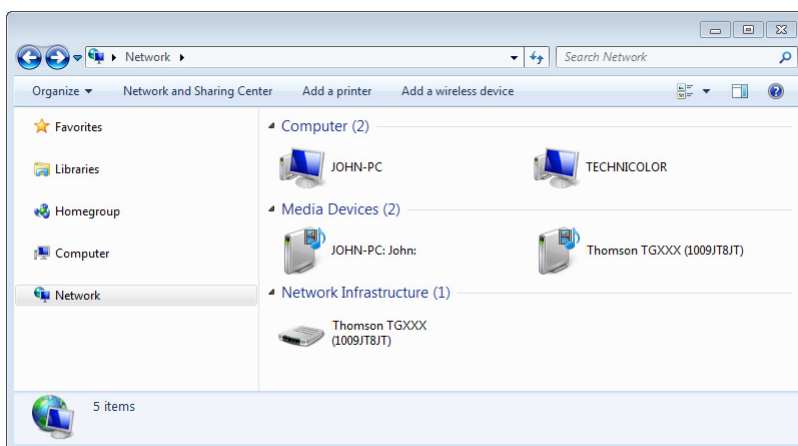 Network
Search Network
Organize
Network and Sharing Center
Add a printer
Add a wireless device
Favorites
Libraries
Homegroup
Computer
Network
Computer (2)
JOHN-PC
TECHNICOLOR
Media Devices (2)
JOHN-PC: John:
Thomson TGXXX (1009JT8JT)
Network Infrastructure (1)
Thomson TGXXX
(1009JT8JT)
5 items